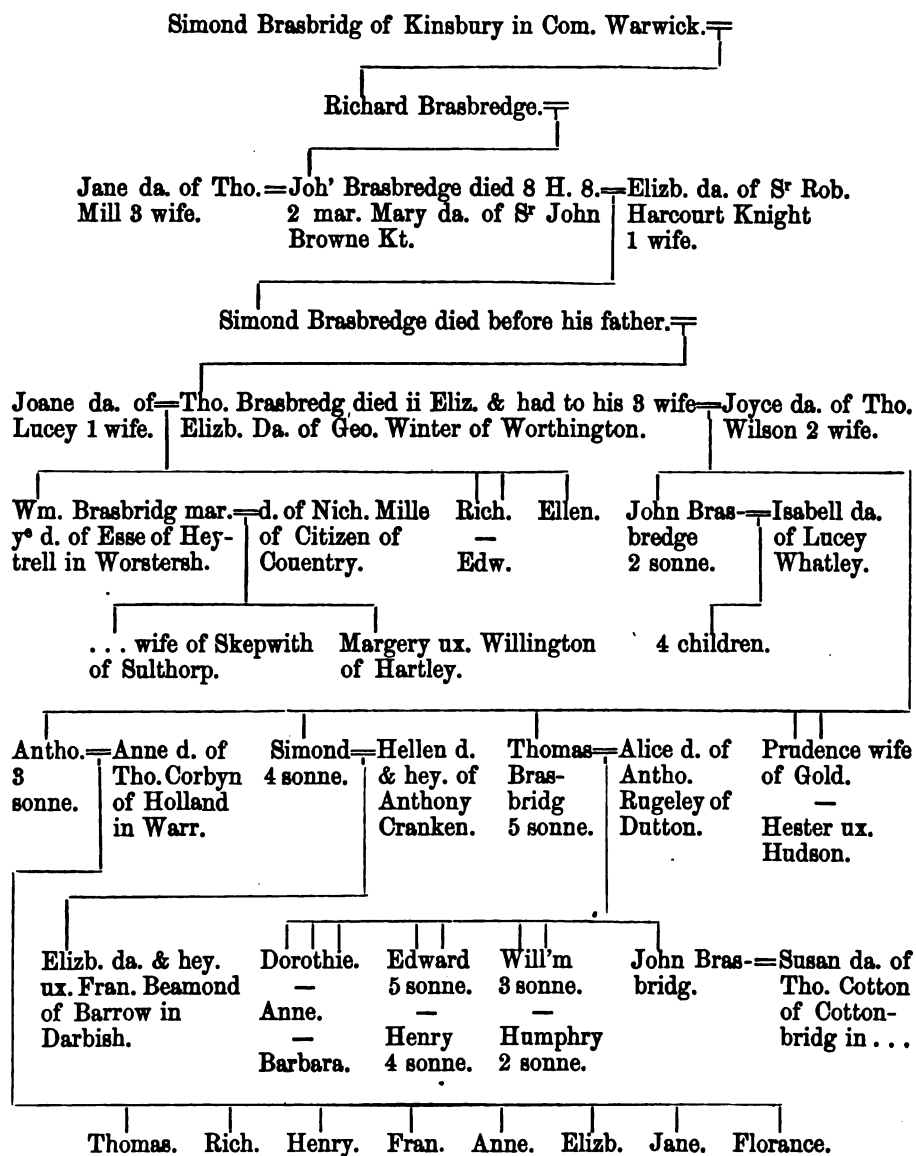 Simond Brasbridg of Kinsbury in Com. Warwick.
Richard Brasbredge.
Jane da. of Tho.
Mill 3 wife.
Joh' Brasbredge died 8 H. 8.
2 mar. Mary da. of Sr John
Browne Kt.
Elizb. da. of Sr Rob.
Harcourt Knight
1 wife.
Simond Brasbredge died before his father.
Joane da. of
Lucey 1 wife.
Tho. Brasbredg died ii Eliz. & had to his 3 wife
Elizb. Da. of Geo. Winter of Worthington.
Joyce da. of Tho.
Wilson 2 wife.
Wm. Brasbridg mar.
ye d. of Esse of Hey-
trell in Worstersh.
d. of Nich. Mille
of Citizen of
Couentry.
Rich.
—
Edw.
Ellen.
John Bras-
bredge
2 sonne.
Isabell da.
of Lucey
Whatley.
. . . wife of Skepwith
of Sulthorp.
Margery ux. Willington
of Hartley.
4 children.
Antho.
3
sonne.
Anne d. of
Tho. Corbyn
of Holland
in Warr.
Simond
4 sonne.
Hellen d.
& hey. of
Anthony
Cranken.
Thomas
Bras-
bridg
5 sonne.
Alice d. of
Antho.
Rugeley of
Dutton.
Prudence wife
of Gold.
—
Hester ux.
Hudson.
Elizb. da. & hey.
ux. Fran. Beamond
of Barrow in
Darbish.
Dorothie.
—
Anne.
—
Barbara.
Edward
5 sonne.
—
Henry
4 sonne.
Will'm
3 sonne.
—
Humphry
2 sonne.
John Bras-
bridg.
Susan da. of
Tho. Cotton
of Cotton-
bridg in . . .
Thomas. Rich. Henry. Fran. Anne. Elizb. Jane. Florance.